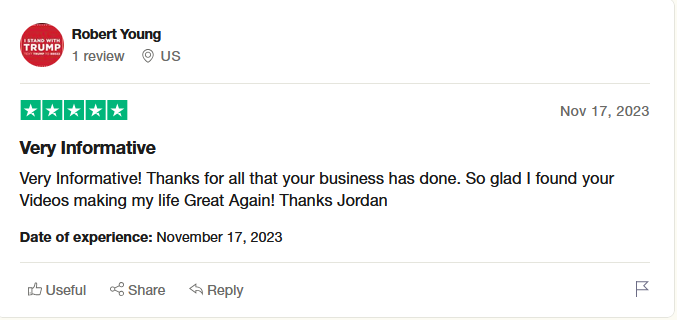 Robert Young
I STAND WITH
TRUMP
1 review US
Nov 17, 2023
Very Informative
Very Informative! Thanks for all that your business has done. So glad I found your
Videos making my life Great Again! Thanks Jordan
Date of experience: November 17, 2023
Useful Share Reply